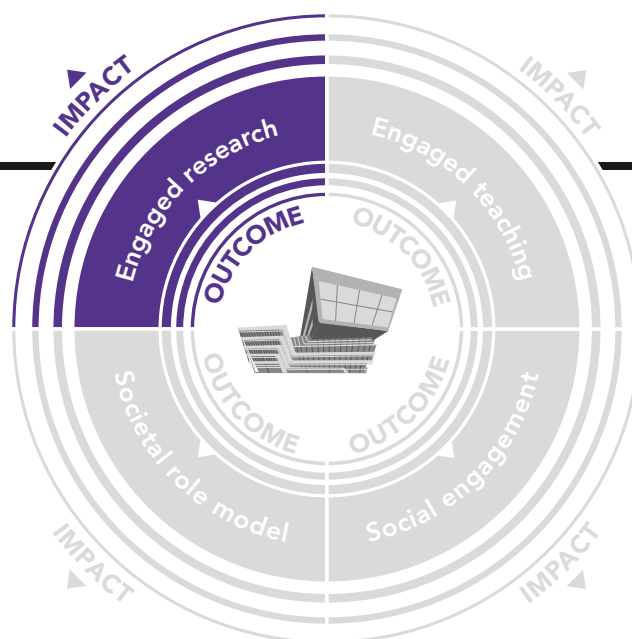 IMPACT
IMPACT
Engaged research
Engaged teaching
OUTCOME
OUTCOME
OUTCOME
OUTCOME
Societal role model
Social engagement
IMPACT
IMPACT